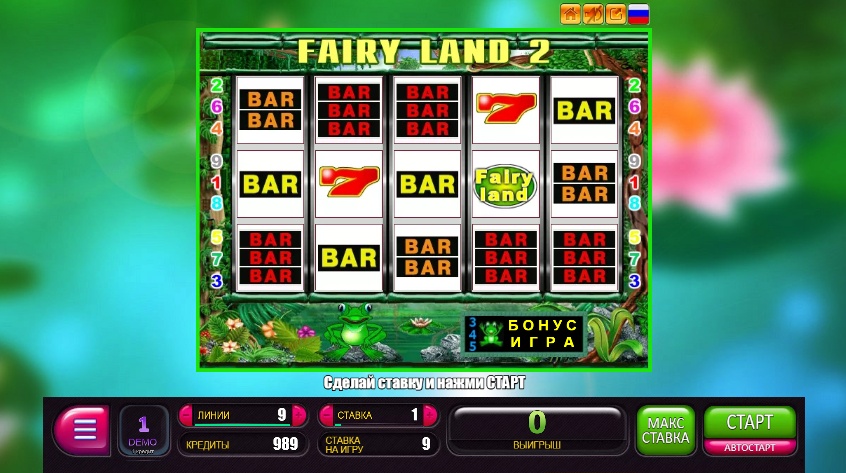 FAIRY LAND 2
2
6
4
9
1
8
5
7
3
BAR
BAR
BAR
BAR
BAR
BAR
BAR
BAR
7
BAR
BAR
7
BAR
Fairy
land
BAR
BAR
BAR
BAR
BAR
BAR
BAR
BAR
BAR
BAR
BAR
BAR
BAR
BAR
2
6
4
9
1
8
5
7
3
3
4
5
БОНУС
ИГРА
Сделай ставку и нажми СТАРТ
1
DEMO
ЛИНИИ 9
КРЕДИТЫ 989
СТАВКА 1
СТАВКА
НА ИГРУ 9
0
ВЫИГРЫШ
МАКС
СТАВКА
СТАРТ
АВТОСТАРТ